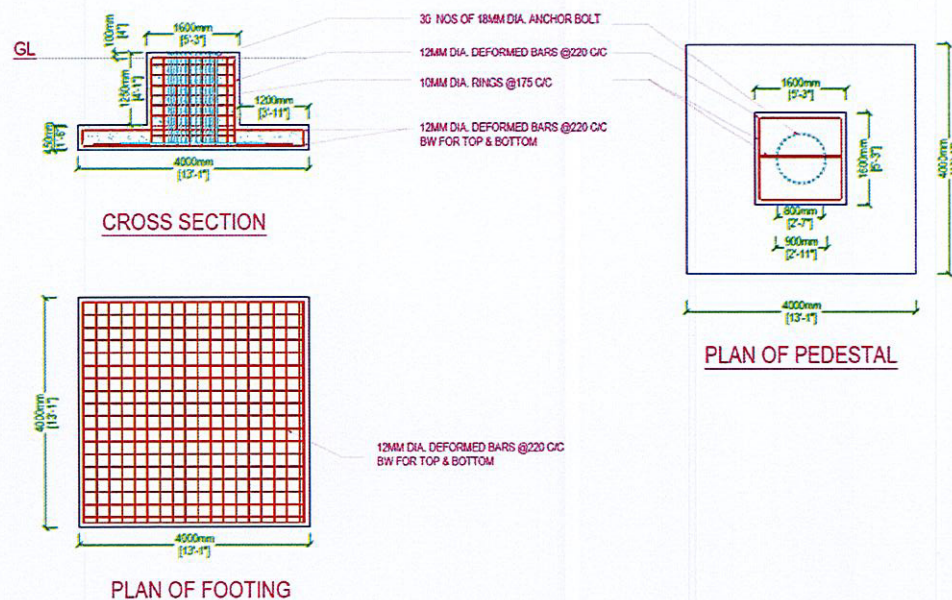 30 NOS OF 18MM DIA. ANCHOR BOLT
1600mm
[5'-3"]
100mm
[4"]
GL
12MM DIA. DEFORMED BARS @220 C/C
10MM DIA. RINGS @175 C/C
1250mm
[4'-1"]
1200mm
[3'-11"]
12MM DIA. DEFORMED BARS @220 C/C
BW FOR TOP & BOTTOM
450mm
[1'-6"]
4000mm
[13'-1"]
CROSS SECTION
1600mm
[5'-3"]
1600mm
[5'-3"]
4000mm
800mm
[2'-7"]
900mm
[2'-11"]
4000mm
[13'-1"]
PLAN OF PEDESTAL
4000mm
[13'-1"]
12MM DIA. DEFORMED BARS @220 C/C
BW FOR TOP & BOTTOM
4000mm
[13'-1"]
PLAN OF FOOTING